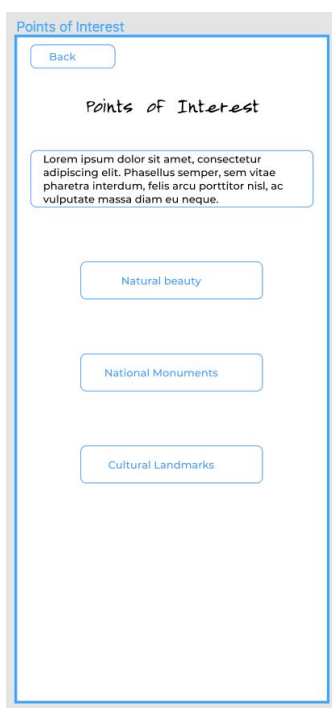 Points of Interest
Back
Points of Interest
Lorem ipsum dolor sit amet, consectetur
adipiscing elit. Phasellus semper, sem vitae
pharetra interdum, felis arcu porttitor nisl, ac
vulputate massa diam eu neque.
Natural beauty
National Monuments
Cultural Landmarks